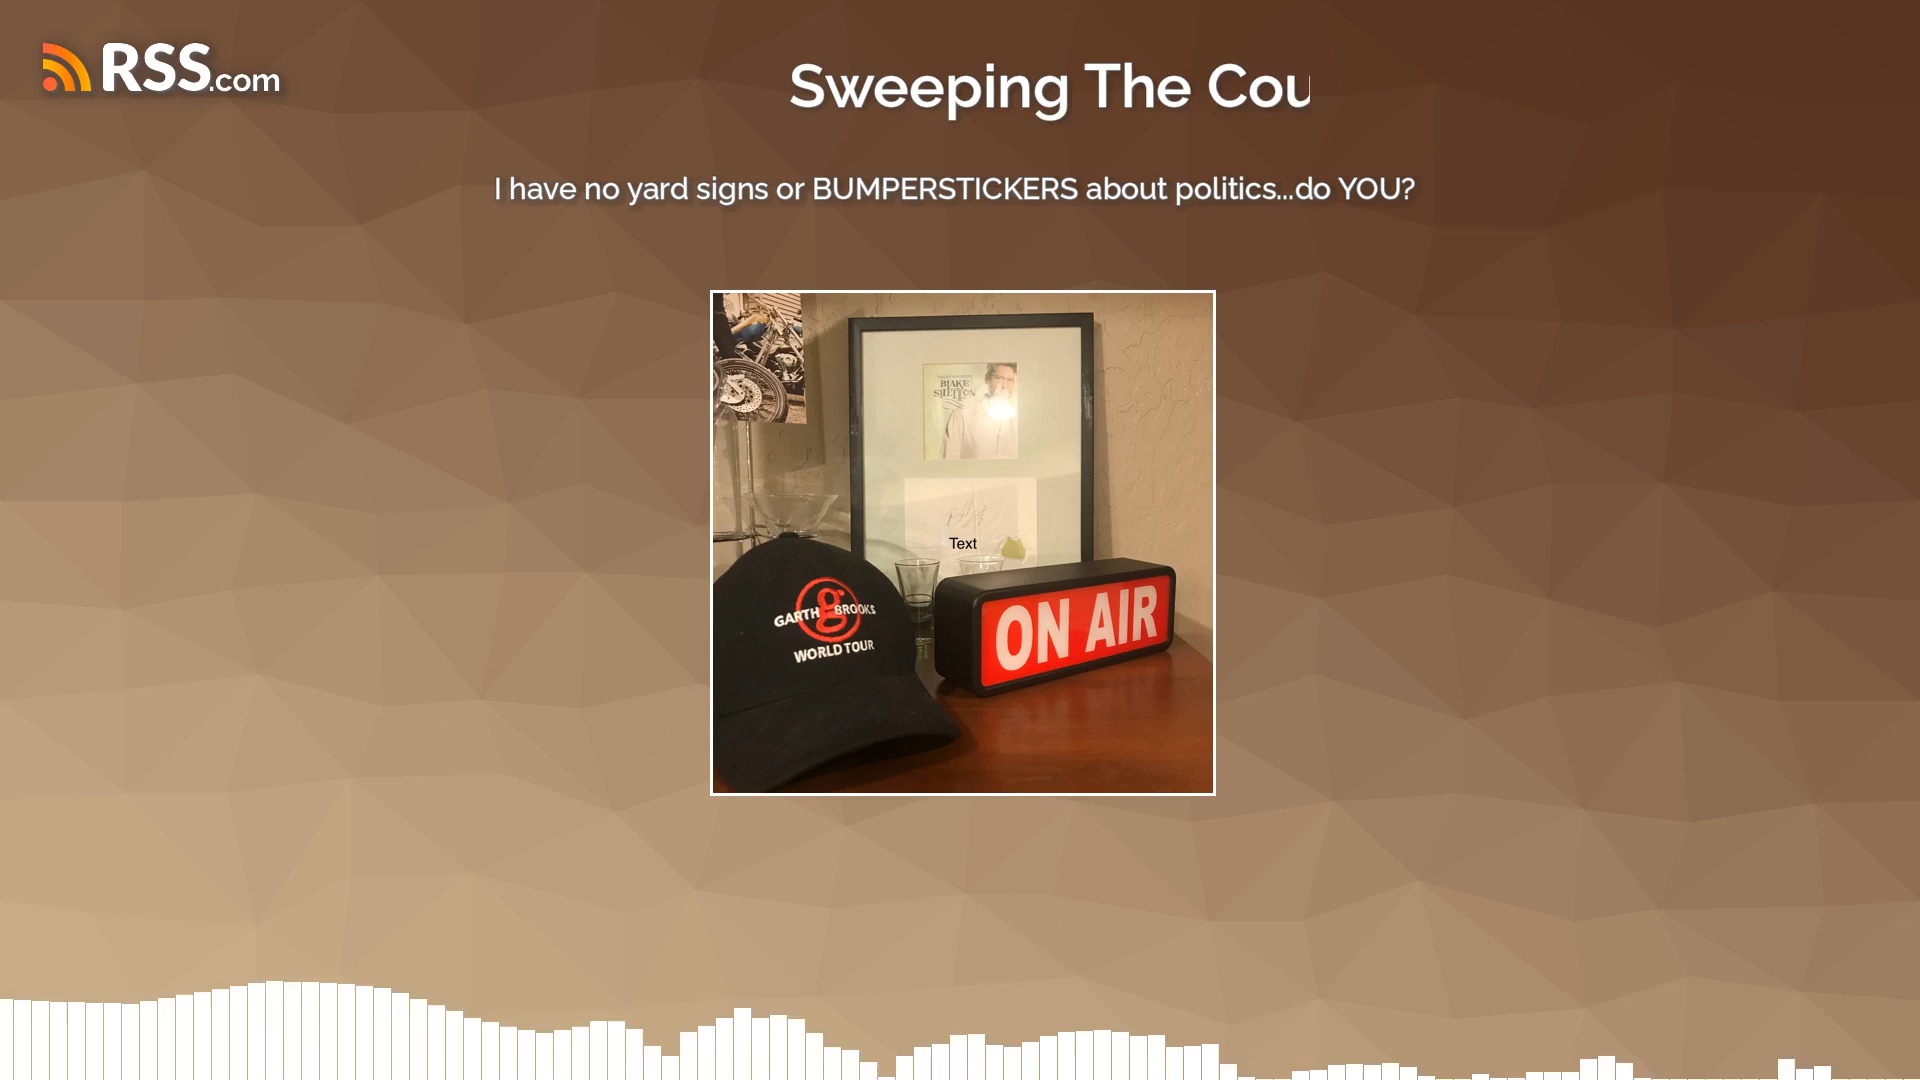 RSS.com
Sweeping The Cou
I have no yard signs or BUMPERSTICKERS about politics...do YOU?
BLAKE
SHELTON
Text
GARTH g BROOKS
WORLD TOUR
ON AIR